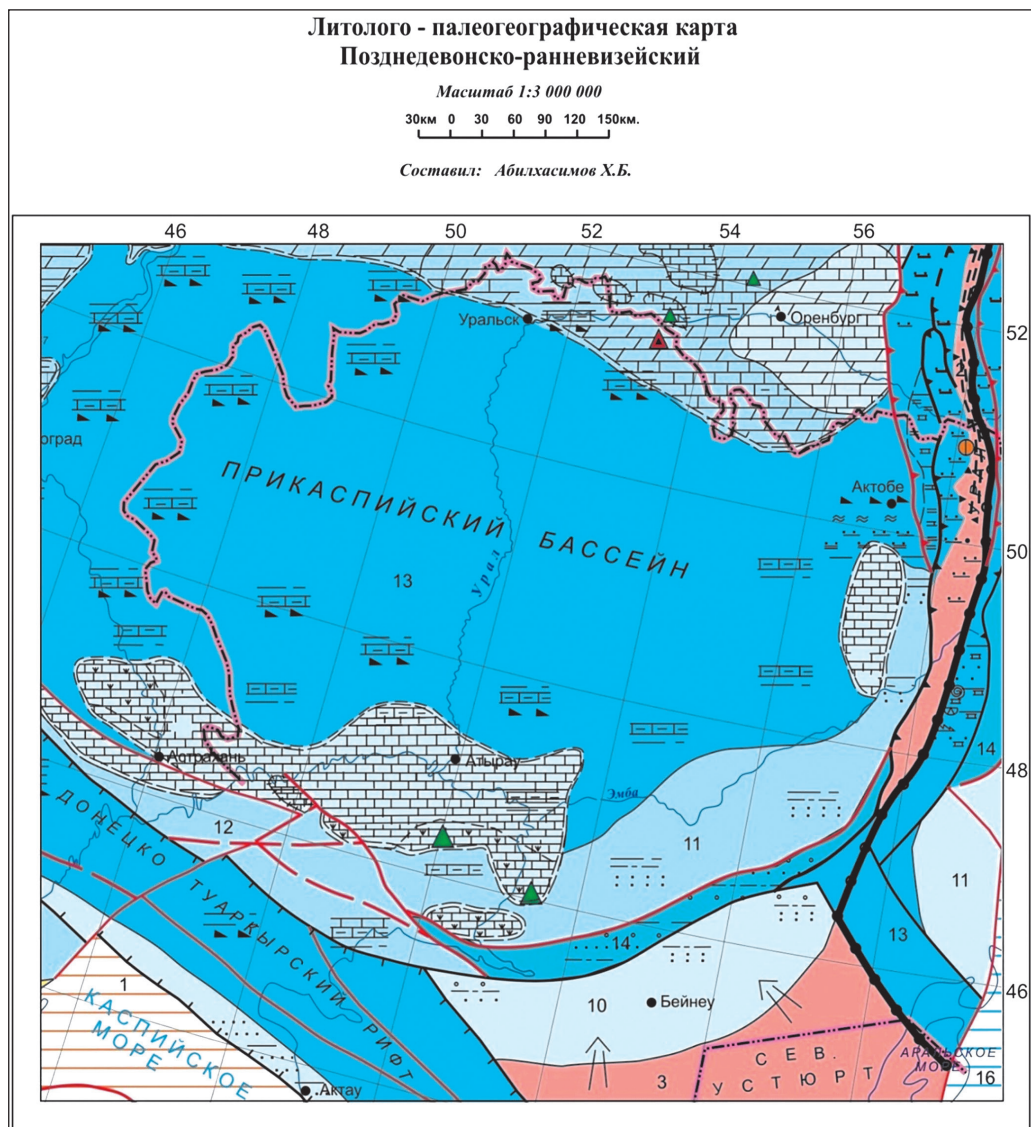 Литолого - палеогеографическая карта
Позднедевонско-ранневизейский
Масштаб 1:3 000 000
30км 0 30 60 90 120 150км.
Составил: Абилхасимов Х.Б.
46 48 50 52 54 56
Уральск
Оренбург
52
2
оград
ПРИКАСПИЙСКИЙ БАССЕЙН
Актобе
50
13
Урал
Астрахань
Атырау
14
48
Эмба
12
11
11
ДОНЕЦКО ТУАРКЫРСКИЙ РИФТ
14
13
1
10
Бейнеу
46
КАСПИЙСКОЕ
МОРЕ
СЕВ.
УСТЮРТ
3
АРАЛЬСКОЕ
МОРЕ
16
Актау